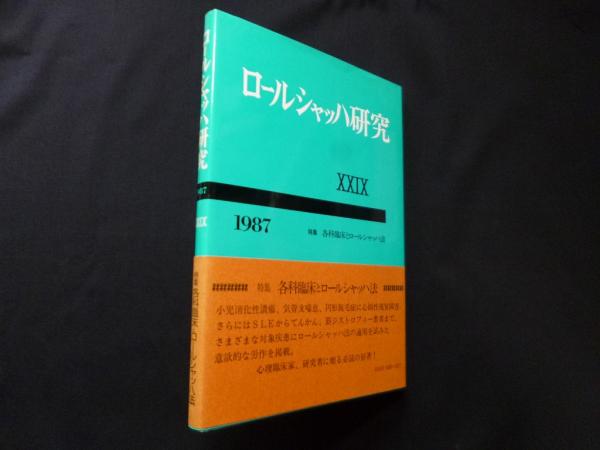 ロールシャッハ研究
XXIX
1987
特集 各科臨床とロールシャッハ法
特集 各科臨床とロールシャッハ法
小児消化性潰瘍、気管支喘息、円形脱毛症に心因性視覚障害
さらにはSLEからてんかん、筋ジストロフィー患者まで、
さまざまな対象疾患にロールシャッハ法の適用を試みた
意欲的な労作を掲載。
心理臨床家、研究者に贈る必読の好著!
ロールシャッハ研究
1987
XXIX
特集 各科臨床とロールシャッハ法